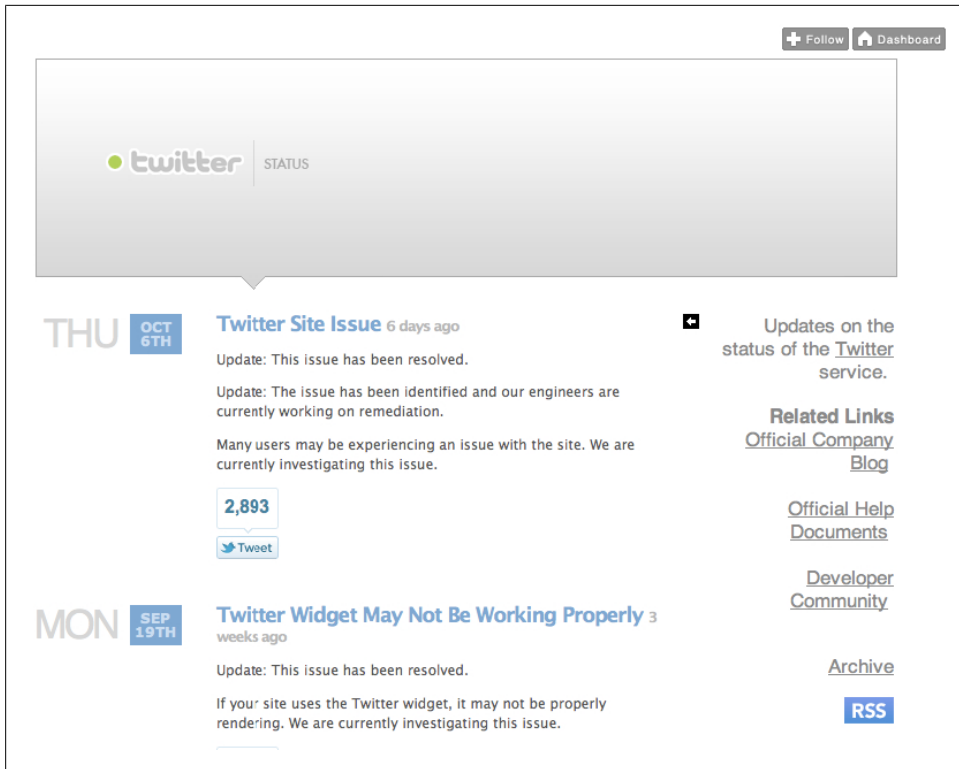 Follow Dashboard
twitter STATUS
THU
OCT
6TH
Twitter Site Issue 6 days ago
Update: This issue has been resolved.
Update: The issue has been identified and our engineers are
currently working on remediation.
Many users may be experiencing an issue with the site. We are
currently investigating this issue.
2,893
Tweet
MON
SEP
19TH
Twitter Widget May Not Be Working Properly 3
weeks ago
Update: This issue has been resolved.
If your site uses the Twitter widget, it may not be properly
rendering. We are currently investigating this issue.
Updates on the
status of the Twitter
service.
Related Links
Official Company
Blog
Official Help
Documents
Developer
Community
Archive
RSS